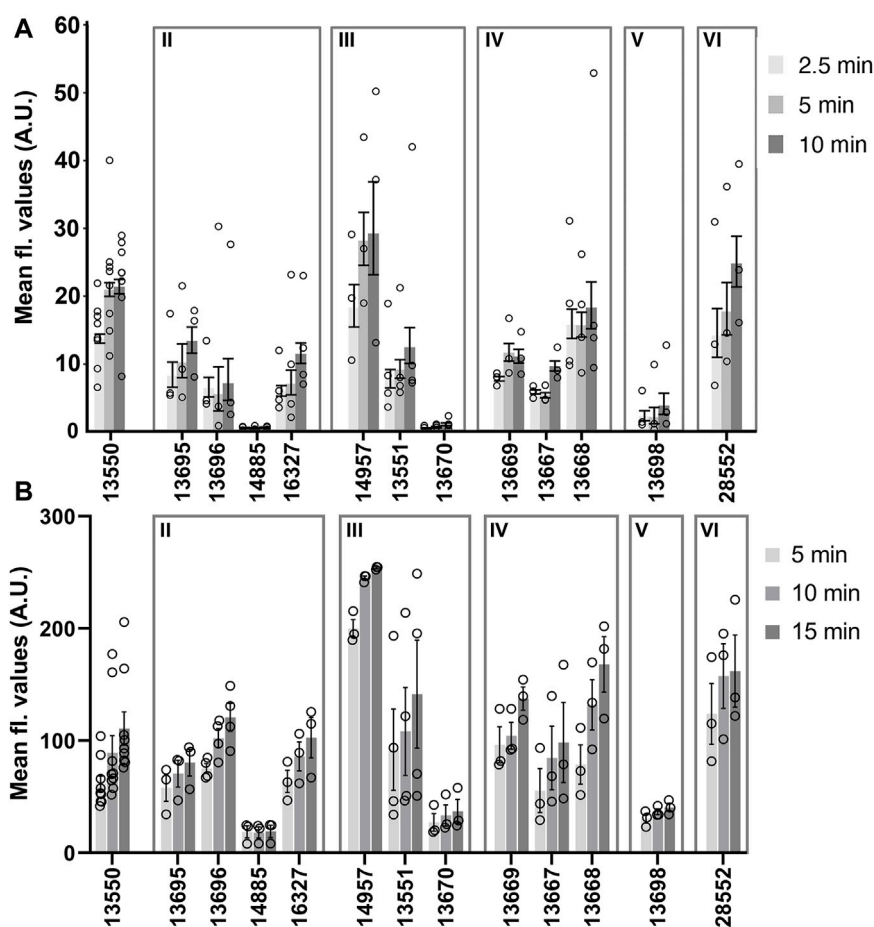 A
Mean fl. values (A.U.)
60
50
40
30
20
10
0
II
III
IV
V
VI
2.5 min
5 min
10 min
13550
13695
13696
14885
16327
14957
13551
13670
13669
13667
13668
13698
28552
B
Mean fl. values (A.U.)
300
200
100
0
II
III
IV
V
VI
5 min
10 min
15 min
13550
13695
13696
14885
16327
14957
13551
13670
13669
13667
13668
13698
28552